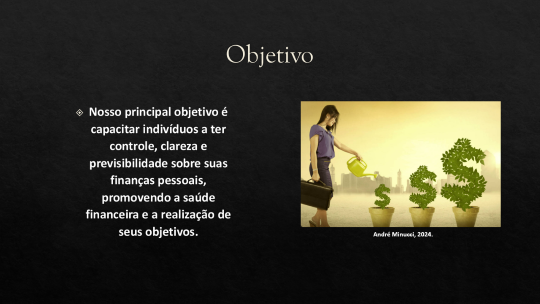 Objetivo
Nosso principal objetivo é
capacitar indivíduos a ter
controle, clareza e
previsibilidade sobre suas
finanças pessoais,
promovendo a saúde
financeira e a realização de
seus objetivos.
André Minucci, 2024.